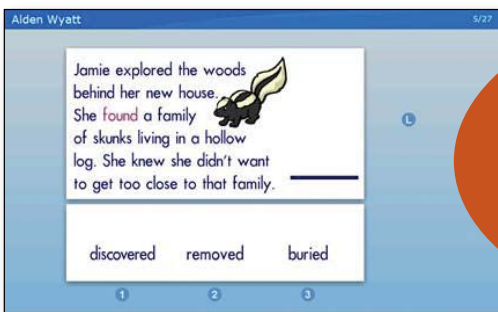 Alden Wyatt
5/27
Jamie explored the woods
behind her new house.
She found a family
of skunks living in a hollow
log. She knew she didn't want
to get too close to that family.
L
discovered removed buried
1 2 3